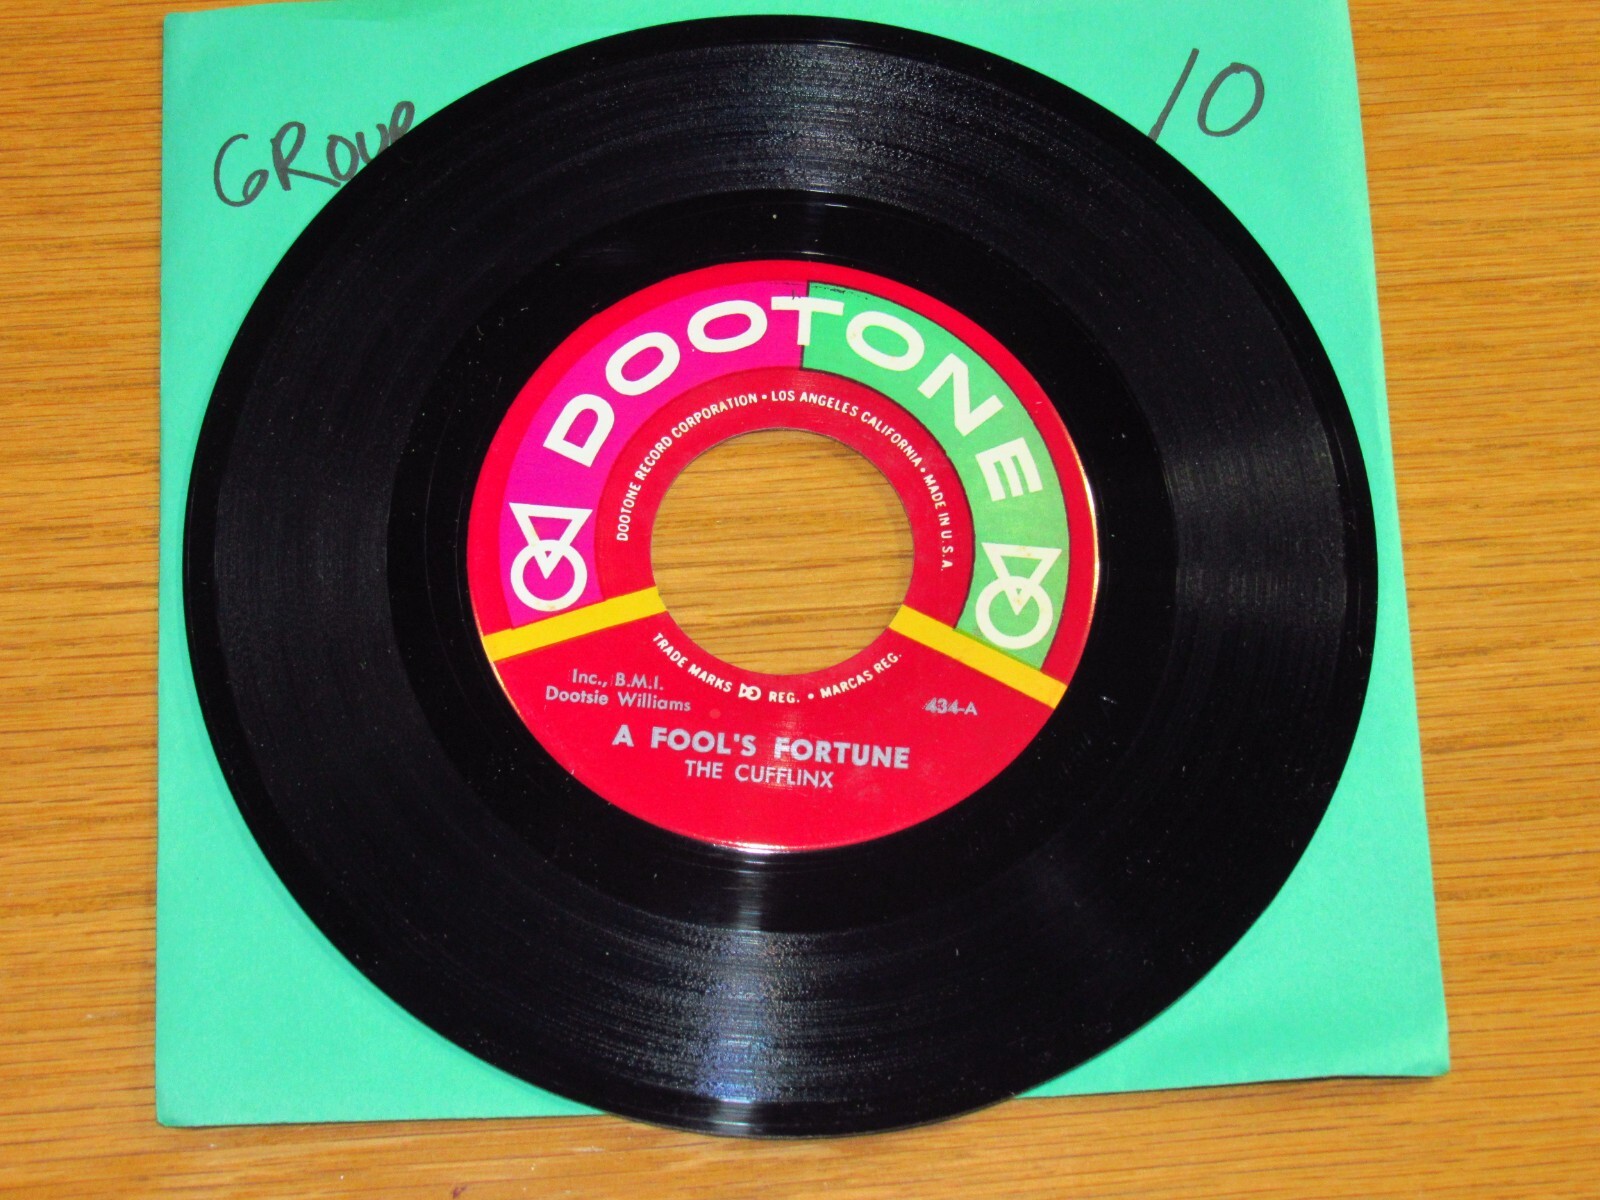 GROUP
10
DOOTONE
DOOTONE RECORD CORPORATION • LOS ANGELES CALIFORNIA • MADE IN U.S.A.
TRADE MARKS DO REG. • MARCAS REG.
Inc., B.M.I.
Dootsie Williams
434-A
A FOOL'S FORTUNE
THE CUFFLINX